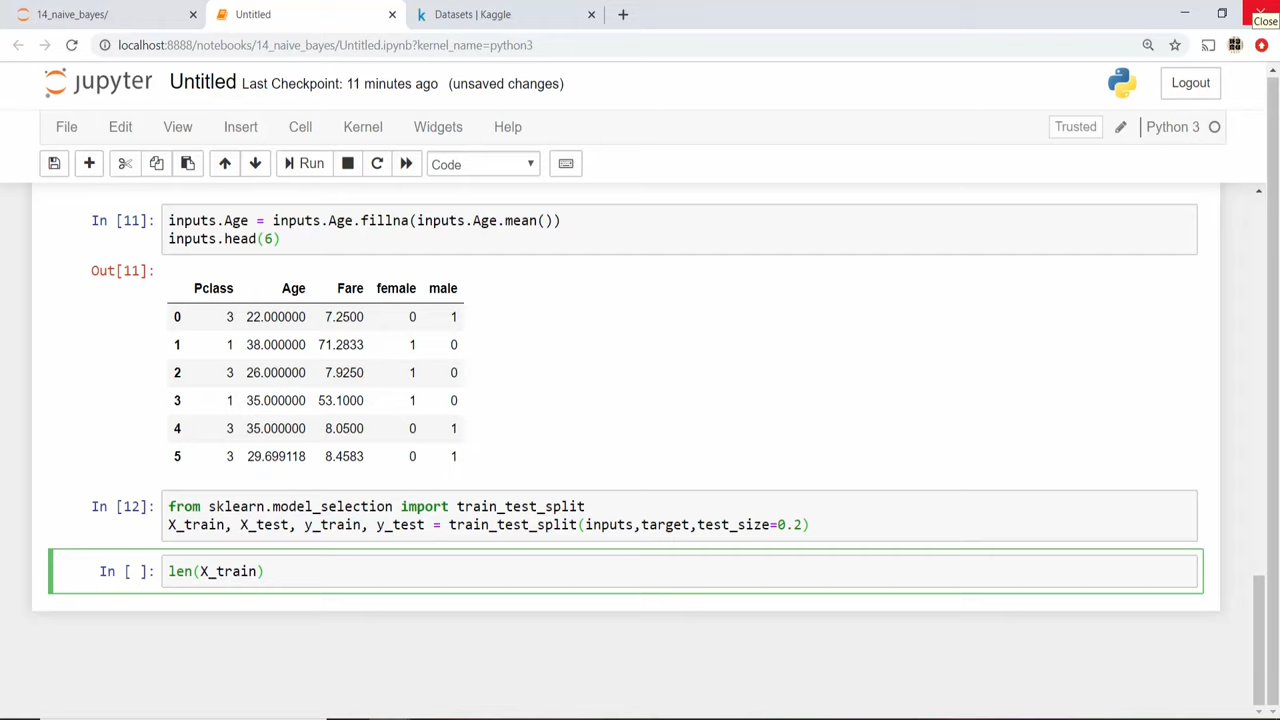 14_naive_bayes/
Untitled
Datasets | Kaggle
Close
localhost:8888/notebooks/14_naive_bayes/Untitled.ipynb?kernel_name=python3
jupyter Untitled Last Checkpoint: 11 minutes ago (unsaved changes)
Logout
File Edit View Insert Cell Kernel Widgets Help
Trusted Python 3
Run Code
In [11]: inputs.Age = inputs.Age.fillna(inputs.Age.mean())
inputs.head(6)
Out[11]:
Pclass Age Fare female male
0 3 22.000000 7.2500 0 1
1 1 38.000000 71.2833 1 0
2 3 26.000000 7.9250 1 0
3 1 35.000000 53.1000 1 0
4 3 35.000000 8.0500 0 1
5 3 29.699118 8.4583 0 1
In [12]: from sklearn.model_selection import train_test_split
X_train, X_test, y_train, y_test = train_test_split(inputs,target,test_size=0.2)
In [ ]: len(X_train)